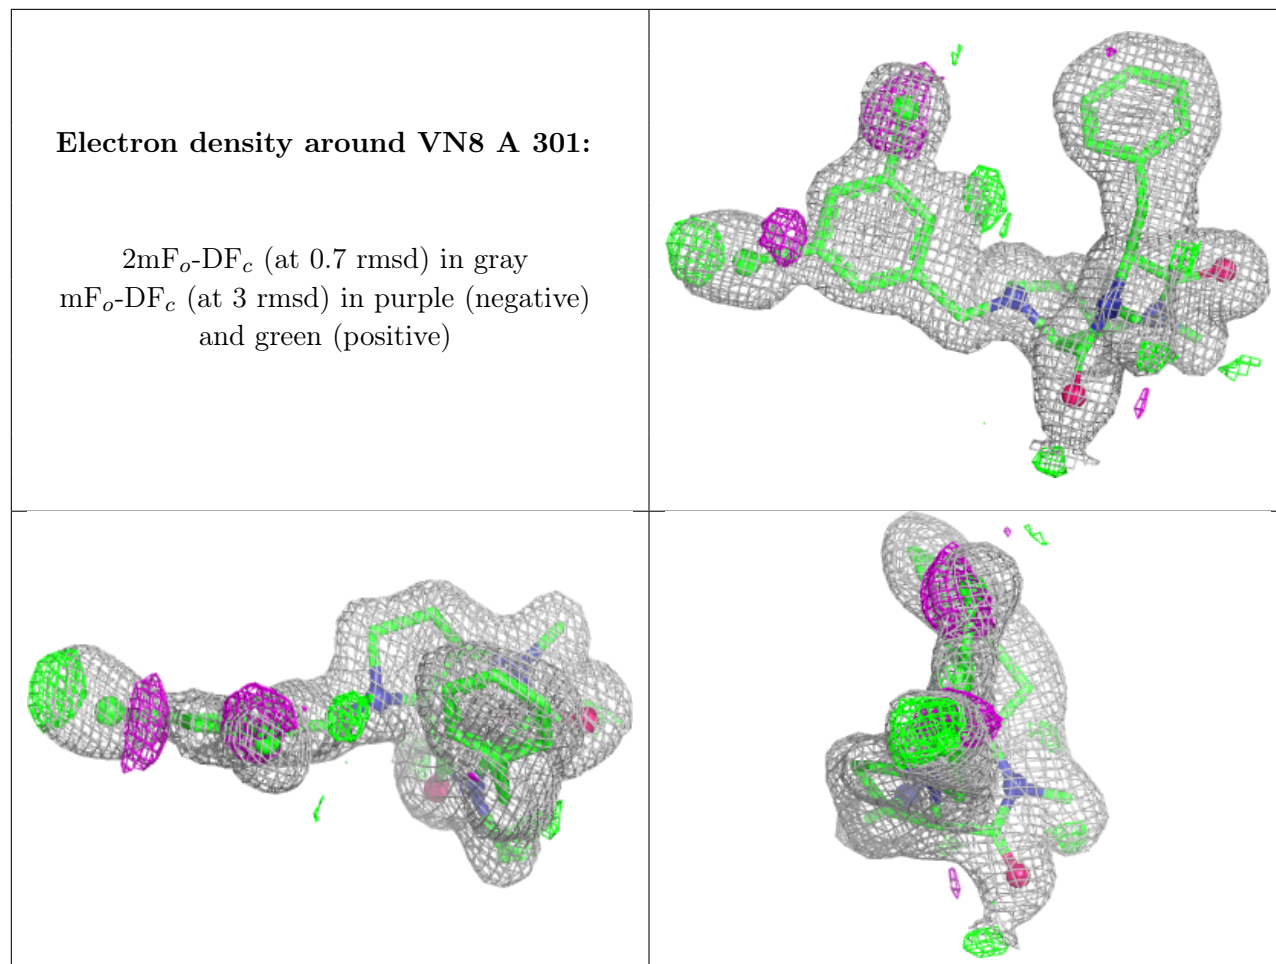 Electron density around VN8 A 301:
2mFo-DFc (at 0.7 rmsd) in gray
mFo-DFc (at 3 rmsd) in purple (negative)
and green (positive)